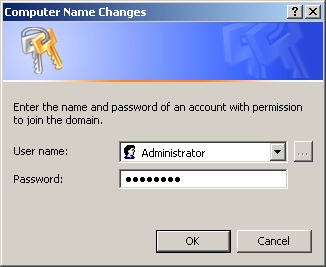 Computer Name Changes
Enter the name and password of an account with permission
to join the domain.
User name: Administrator ...
Password: ●●●●●●●●
OK Cancel